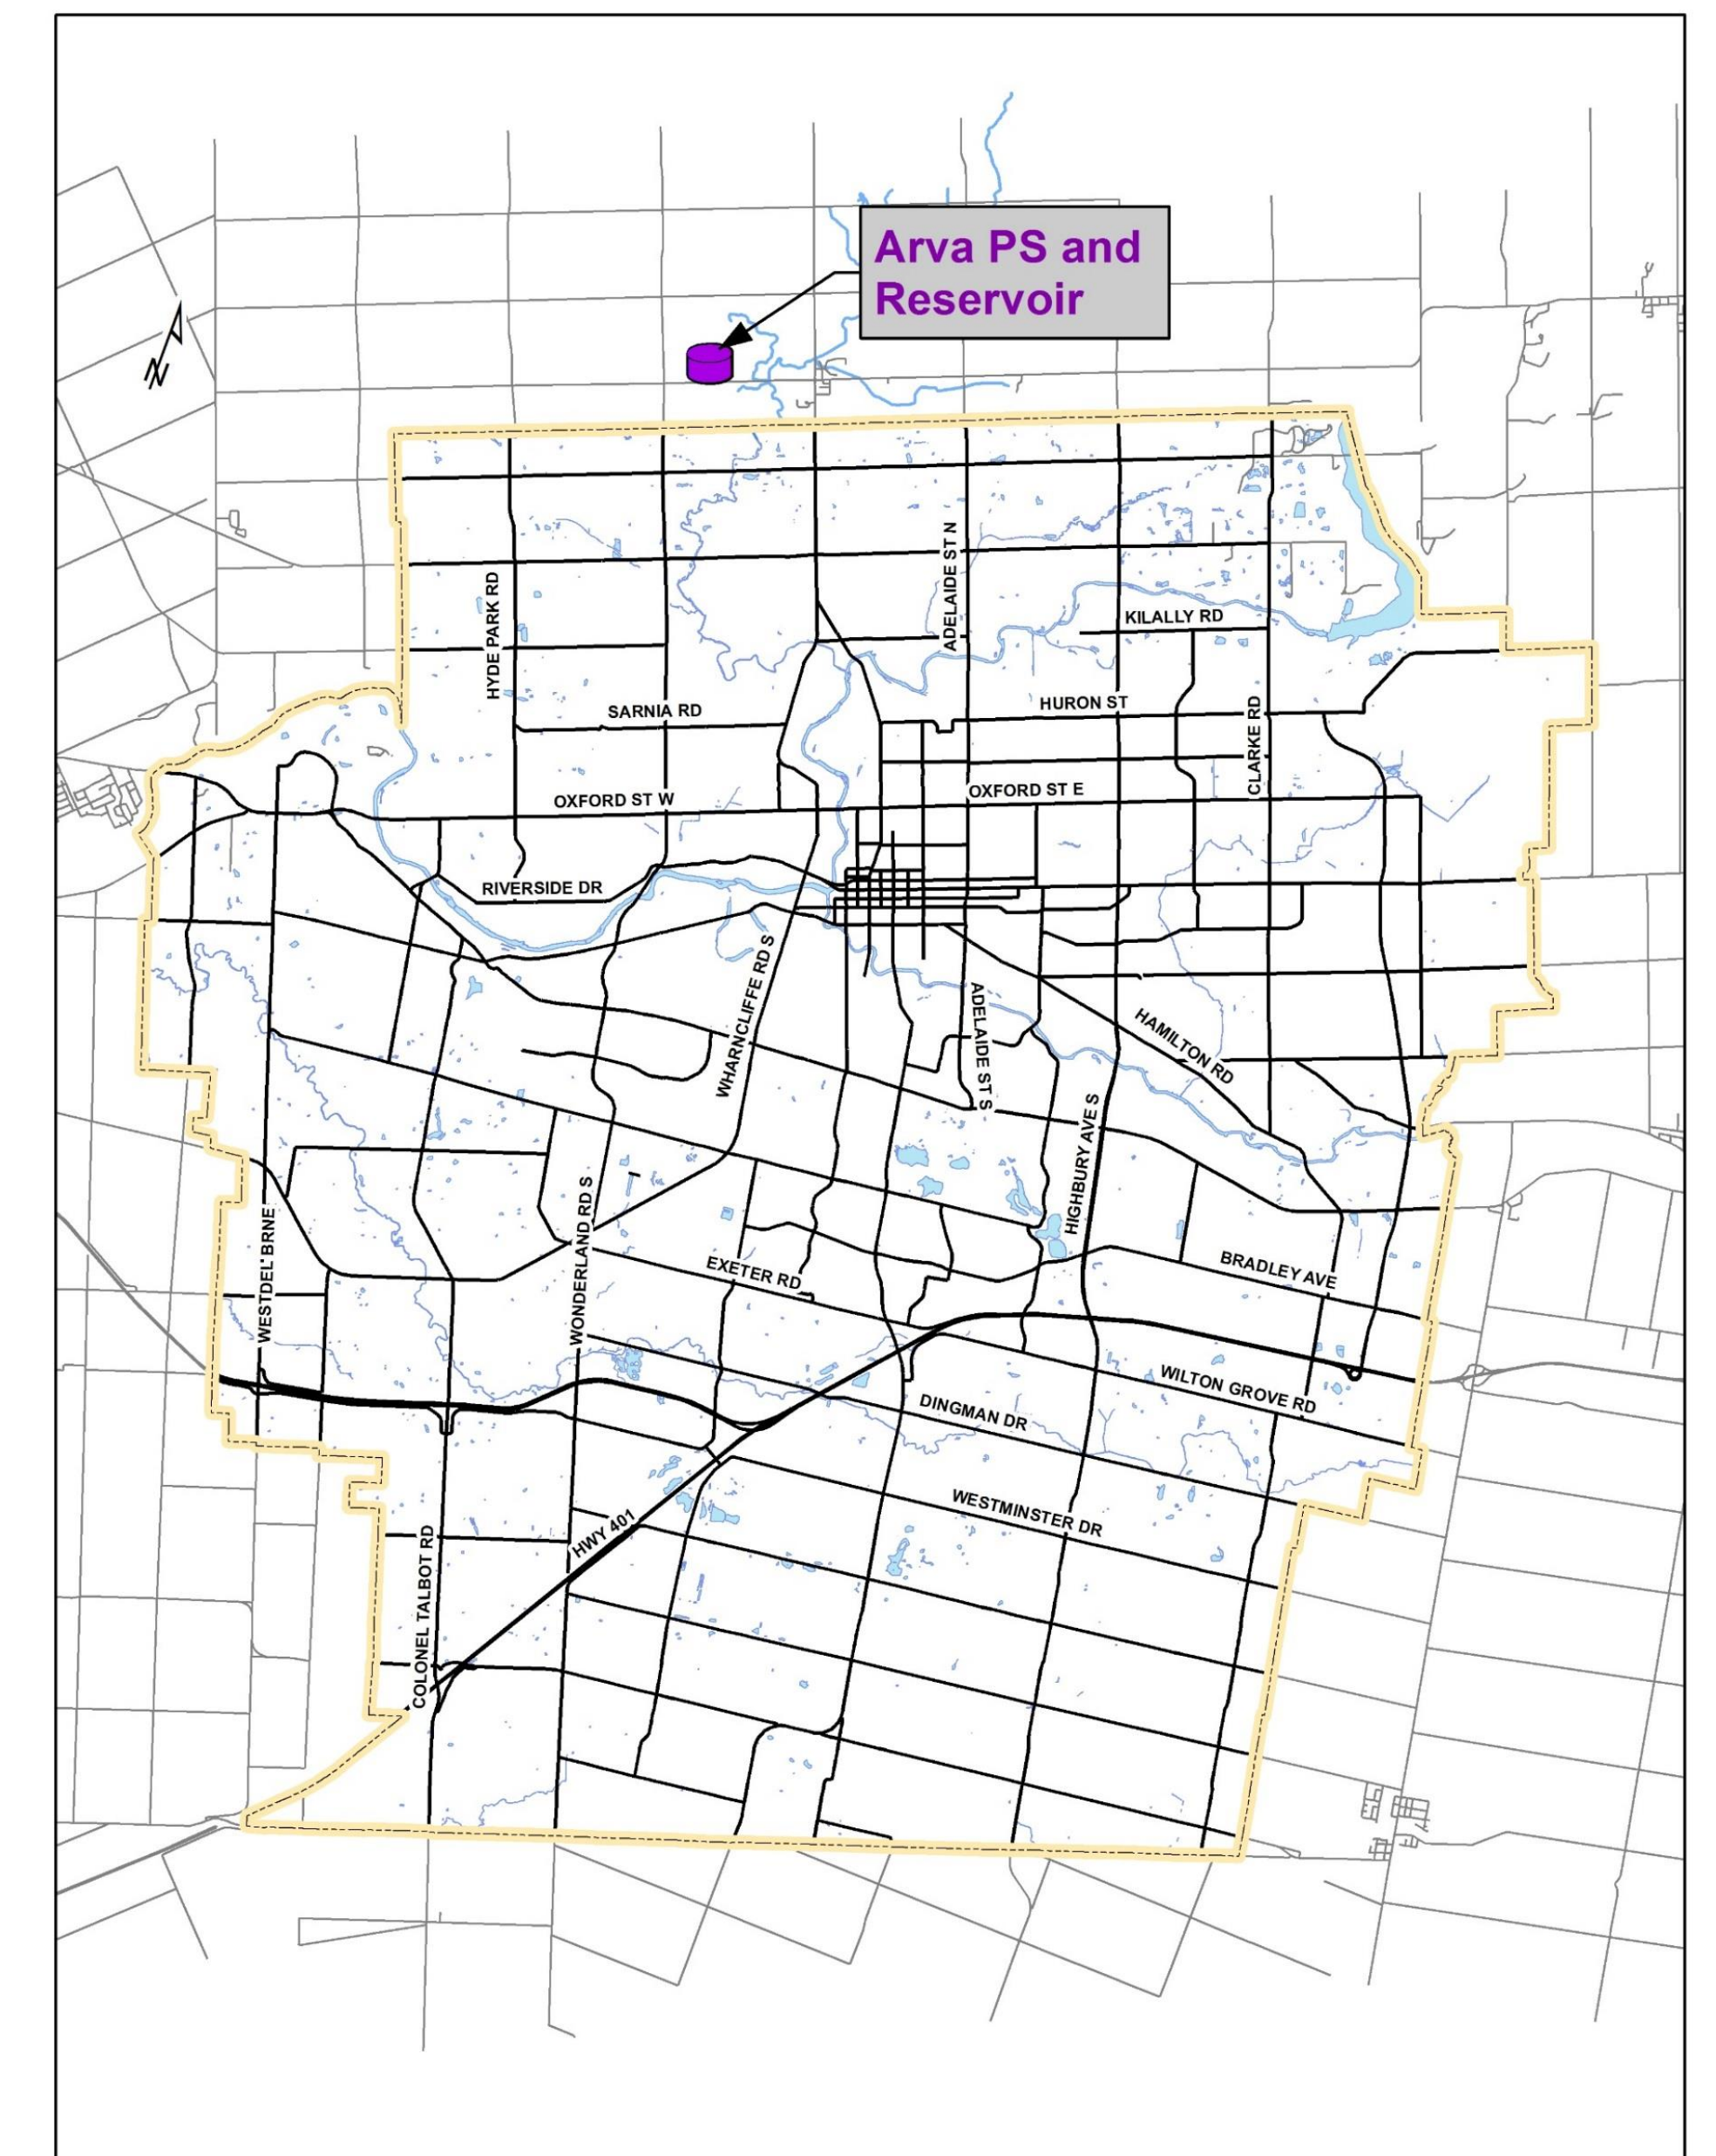 Arva PS and
Reservoir
N
ADELAIDE ST N
HYDE PARK RD
KILALLY RD
SARNIA RD
HURON ST
CLARKE RD
OXFORD ST W
OXFORD ST E
RIVERSIDE DR
WHARNCLIFFE RD S
ADELAIDE ST S
HAMILTON RD
HIGHBURY AVE S
WESTDEL BRNE
WONDERLAND RD S
EXETER RD
BRADLEY AVE
WILTON GROVE RD
DINGMAN DR
WESTMINSTER DR
HWY 401
COLONEL TALBOT RD